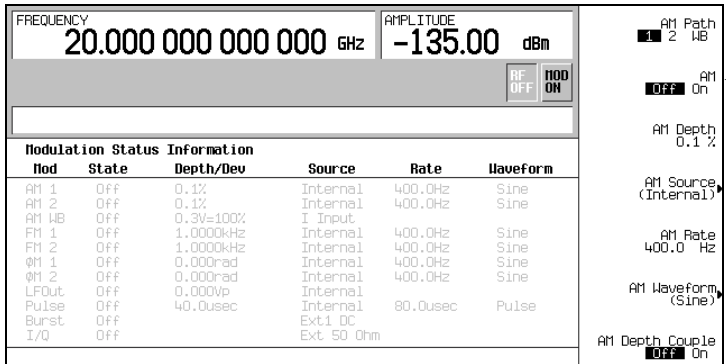 FREQUENCY
20.000 000 000 000 GHz
AMPLITUDE
-135.00 dBm
RF OFF
MOD ON
Modulation Status Information
Mod State Depth/Dev Source Rate Waveform
AM 1 Off 0.1% Internal 400.0Hz Sine
AM 2 Off 0.1% Internal 400.0Hz Sine
AM WB Off 0.3V=100% I Input
FM 1 Off 1.0000kHz Internal 400.0Hz Sine
FM 2 Off 1.0000kHz Internal 400.0Hz Sine
ΦM 1 Off 0.000rad Internal 400.0Hz Sine
ΦM 2 Off 0.000rad Internal 400.0Hz Sine
LFOut Off 0.000Vp Internal
Pulse Off 40.0usec Internal 80.0usec Pulse
Burst Off Ext1 DC
I/Q Off Ext 50 Ohm
AM Path
1 2 WB
AM
Off On
AM Depth
0.1 %
AM Source
(Internal)
AM Rate
400.0 Hz
AM Waveform
(Sine)
AM Depth Couple
Off On